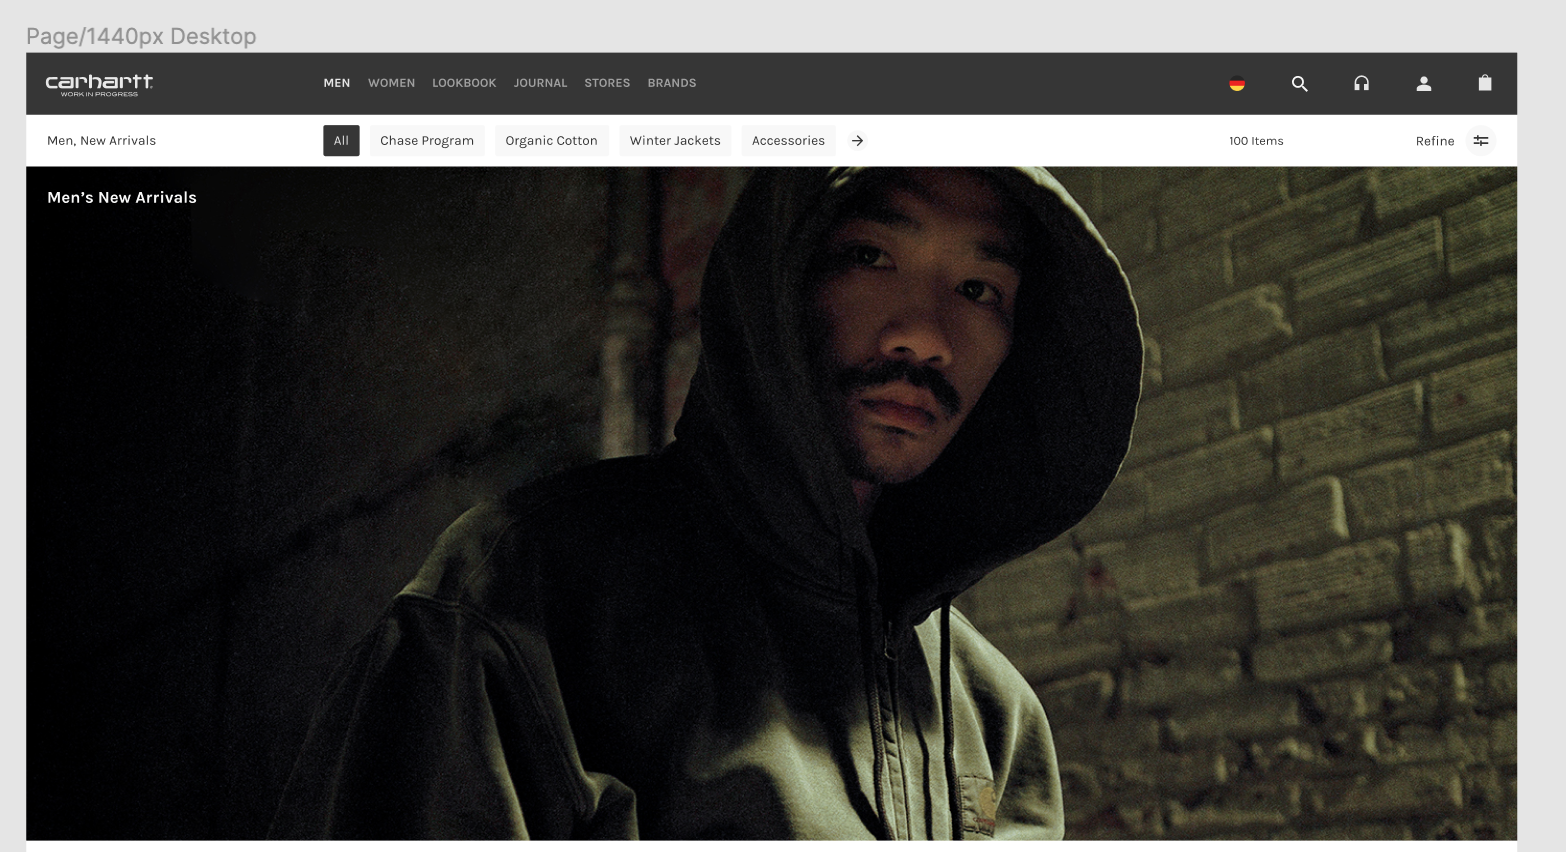 Page/1440px Desktop
carhartt
WORK IN PROGRESS
MEN WOMEN LOOKBOOK JOURNAL STORES BRANDS
Men, New Arrivals
All Chase Program Organic Cotton Winter Jackets Accessories
100 Items
Refine
Men's New Arrivals